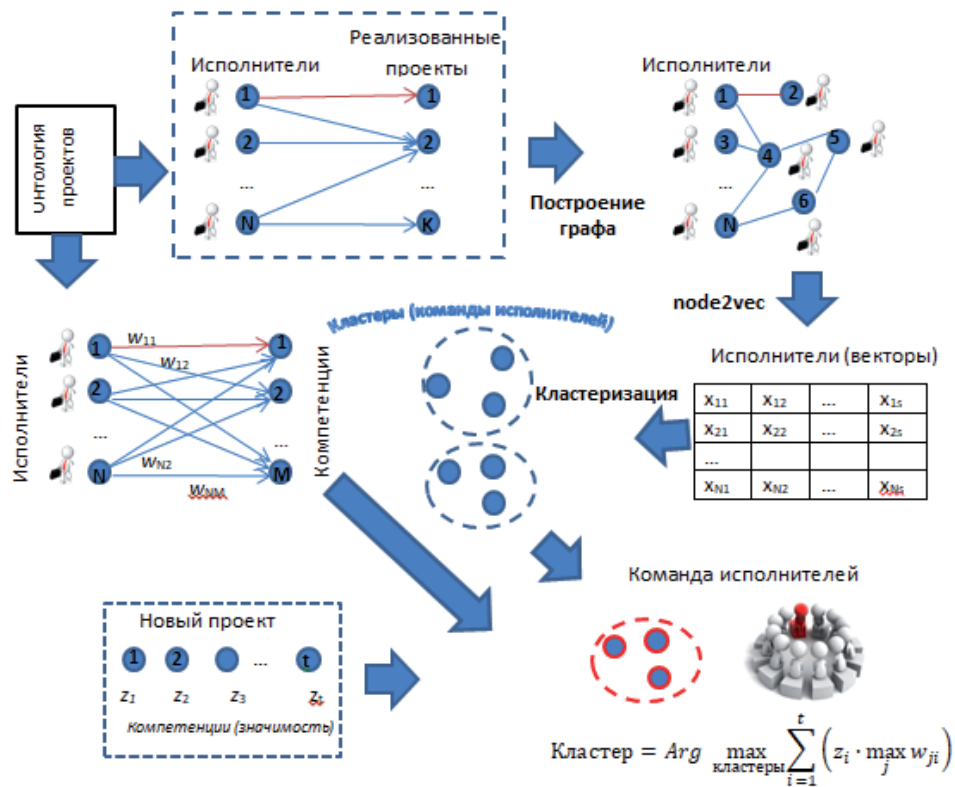 Онтология
проектов
Исполнители
Реализованные
проекты
1
1
2
2
...
...
N
K
Построение
графа
Исполнители
1
2
3
4
5
...
6
N
node2vec
Исполнители (векторы)
x11 x12 ... x1s
x21 x22 ... x2s
...
xN1 xN2 ... xNs
Кластеризация
Кластеры (команды исполнителей)
Исполнители
1
2
...
N
w11
w12
wN2
wNM
1
2
...
M
Компетенции
Новый проект
1 2 ... t
z1 z2 z3 zt
Компетенции (значимость)
Команда исполнителей
Кластер = Arg max кластеры ∑ t i=1 (zi · max j wji)